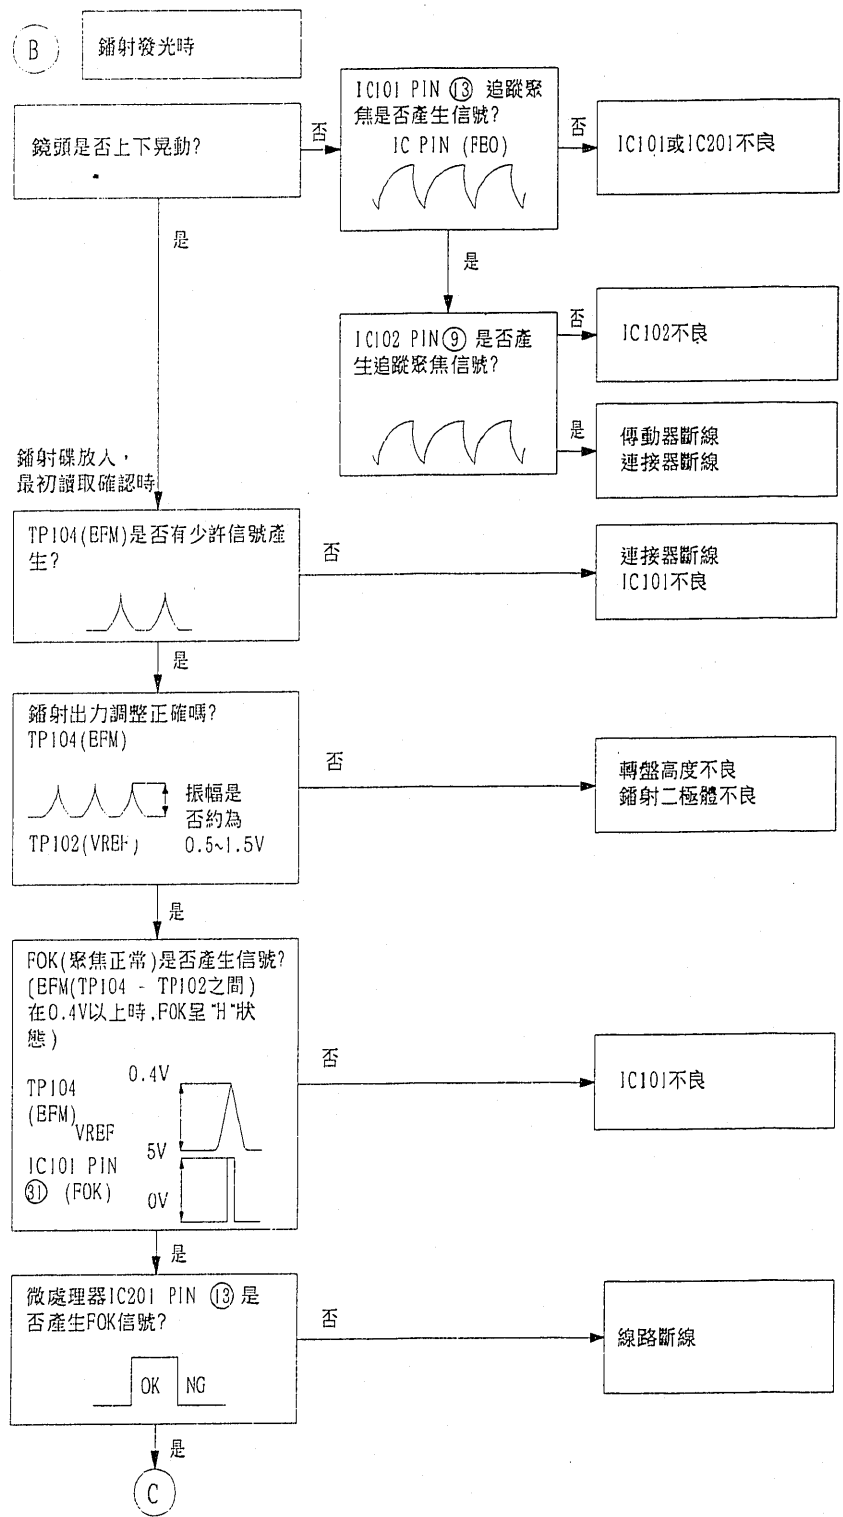 B
鐳射發光時
鏡頭是否上下晃動?
否
IC101 PIN ⑬ 追蹤聚
焦是否產生信號?
IC PIN (FEO)
否
IC101或IC201不良
是
是
IC102 PIN⑨ 是否產
生追蹤聚焦信號?
否
IC102不良
是
傳動器斷線
連接器斷線
鐳射碟放入,
最初讀取確認時
TP104(EFM)是否有少許信號產
生?
否
連接器斷線
IC101不良
是
鐳射出力調整正確嗎?
TP104(EFM)
振幅是
否約為
0.5~1.5V
TP102(VREF)
否
轉盤高度不良
鐳射二極體不良
是
FOK(聚焦正常)是否產生信號?
(EFM(TP104 - TP102之間)
在0.4V以上時,FOK呈"H"狀
態)
0.4V
TP104
(EFM)
VREF
5V
IC101 PIN
㉛ (FOK)
0V
否
IC101不良
是
微處理器IC201 PIN ⑬ 是
否產生FOK信號?
OK NG
否
線路斷線
是
C